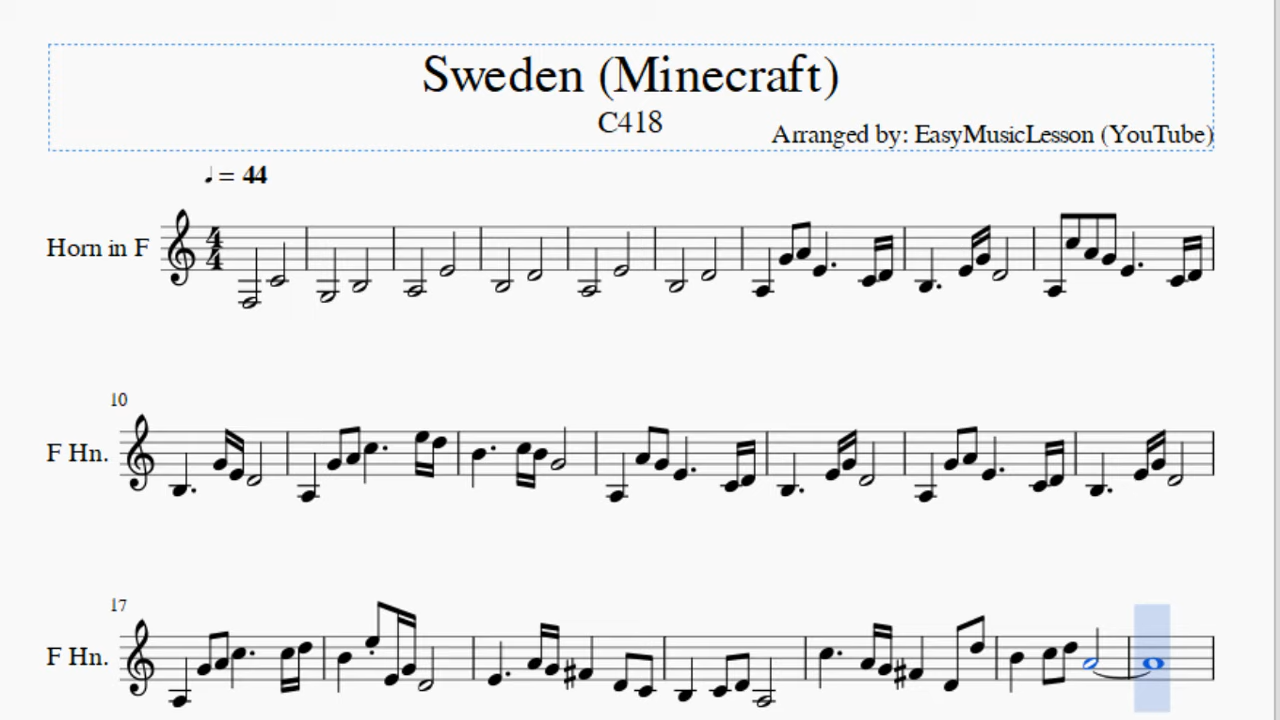 Sweden (Minecraft)
C418
Arranged by: EasyMusicLesson (YouTube)
♩ = 44
Horn in F
4
4
10
F Hn.
17
F Hn.